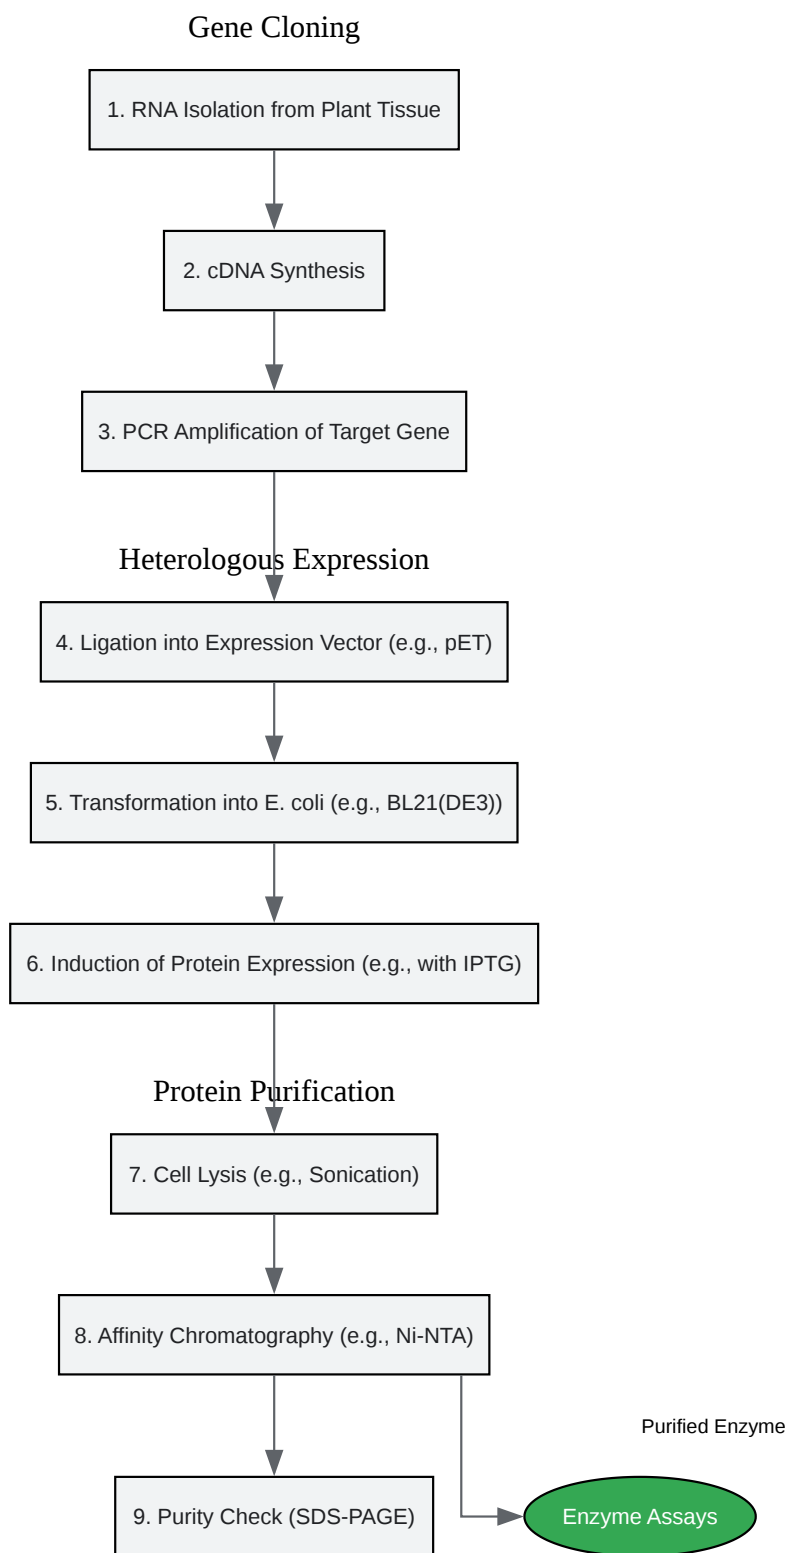 Gene Cloning
1. RNA Isolation from Plant Tissue
2. cDNA Synthesis
3. PCR Amplification of Target Gene
Heterologous Expression
4. Ligation into Expression Vector (e.g., pET)
5. Transformation into E. coli (e.g., BL21(DE3))
6. Induction of Protein Expression (e.g., with IPTG)
Protein Purification
7. Cell Lysis (e.g., Sonication)
8. Affinity Chromatography (e.g., Ni-NTA)
Purified Enzyme
9. Purity Check (SDS-PAGE)
Enzyme Assays